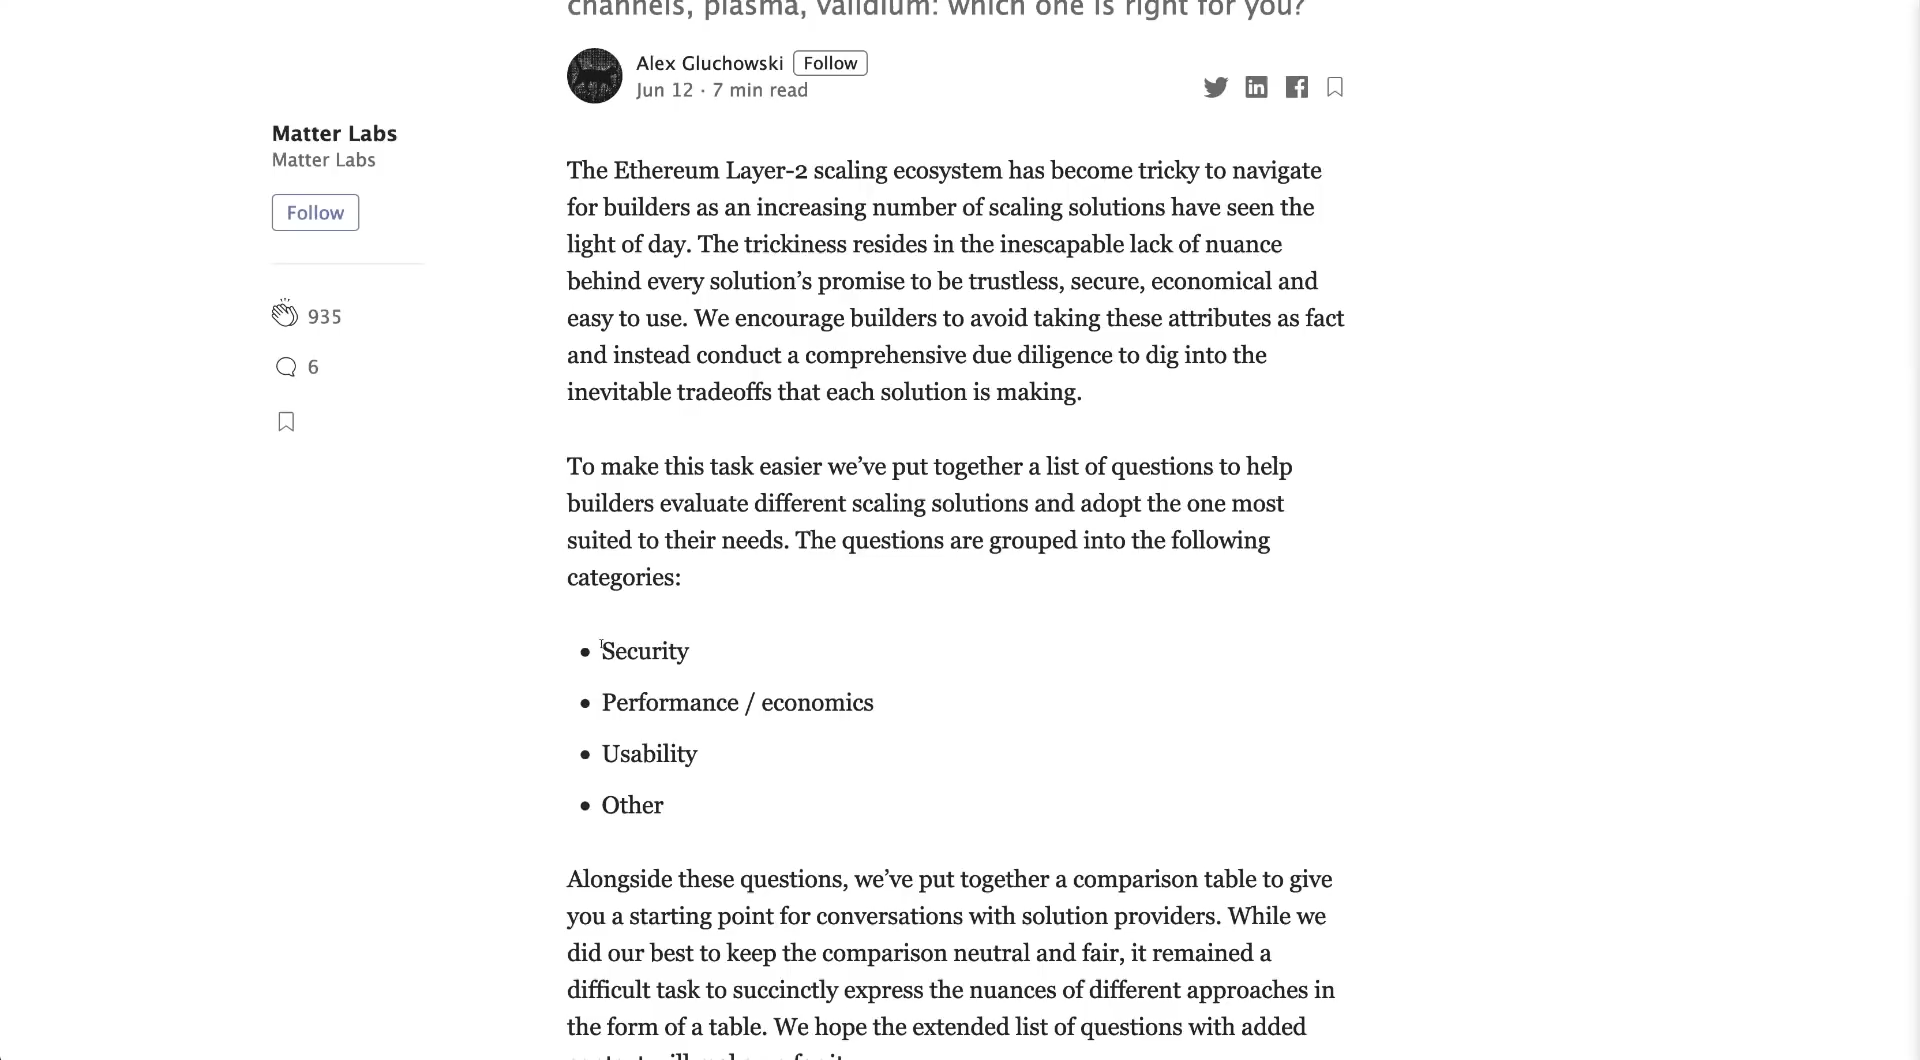 channels, plasma, validium: which one is right for you?
Alex Gluchowski Follow
Jun 12 · 7 min read
Matter Labs
Matter Labs
Follow
935
6
The Ethereum Layer-2 scaling ecosystem has become tricky to navigate
for builders as an increasing number of scaling solutions have seen the
light of day. The trickiness resides in the inescapable lack of nuance
behind every solution’s promise to be trustless, secure, economical and
easy to use. We encourage builders to avoid taking these attributes as fact
and instead conduct a comprehensive due diligence to dig into the
inevitable tradeoffs that each solution is making.
To make this task easier we’ve put together a list of questions to help
builders evaluate different scaling solutions and adopt the one most
suited to their needs. The questions are grouped into the following
categories:
• Security
• Performance / economics
• Usability
• Other
Alongside these questions, we’ve put together a comparison table to give
you a starting point for conversations with solution providers. While we
did our best to keep the comparison neutral and fair, it remained a
difficult task to succinctly express the nuances of different approaches in
the form of a table. We hope the extended list of questions with added